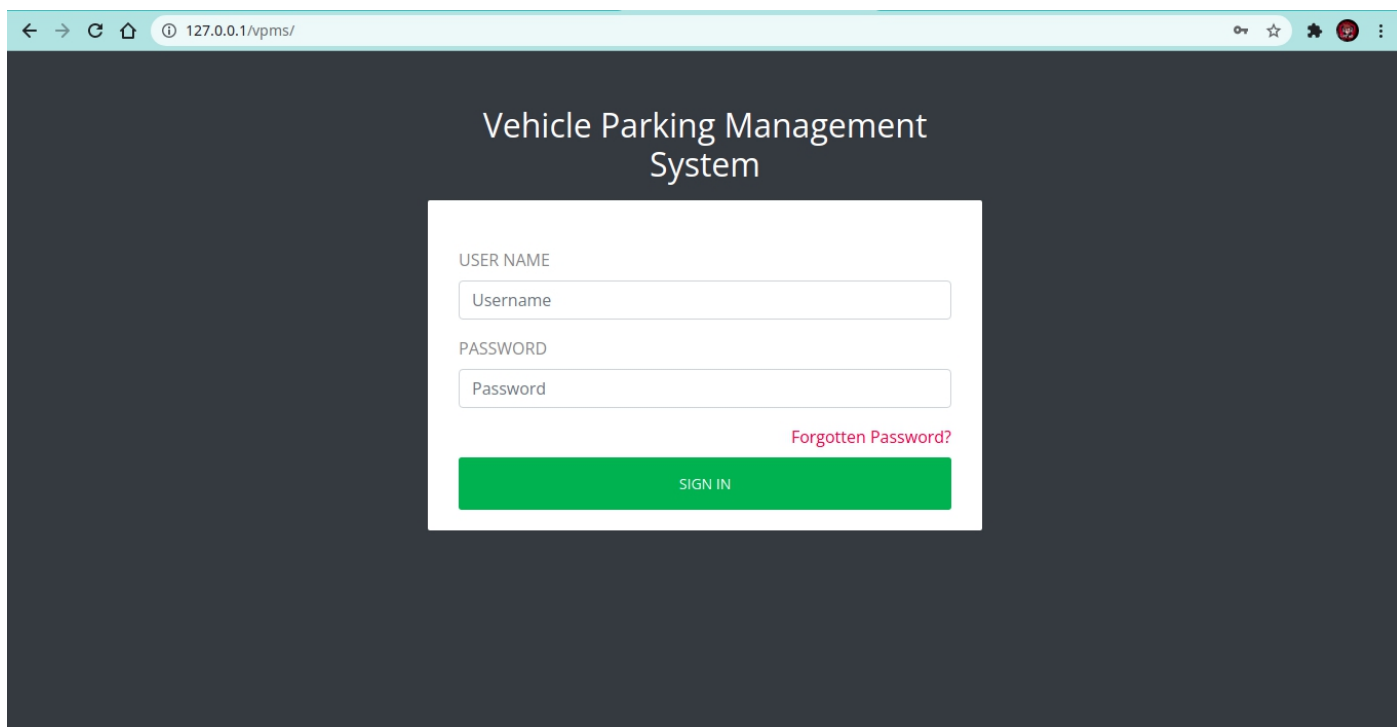 127.0.0.1/vpms/
Vehicle Parking Management
System
USER NAME
Username
PASSWORD
Password
Forgotten Password?
SIGN IN